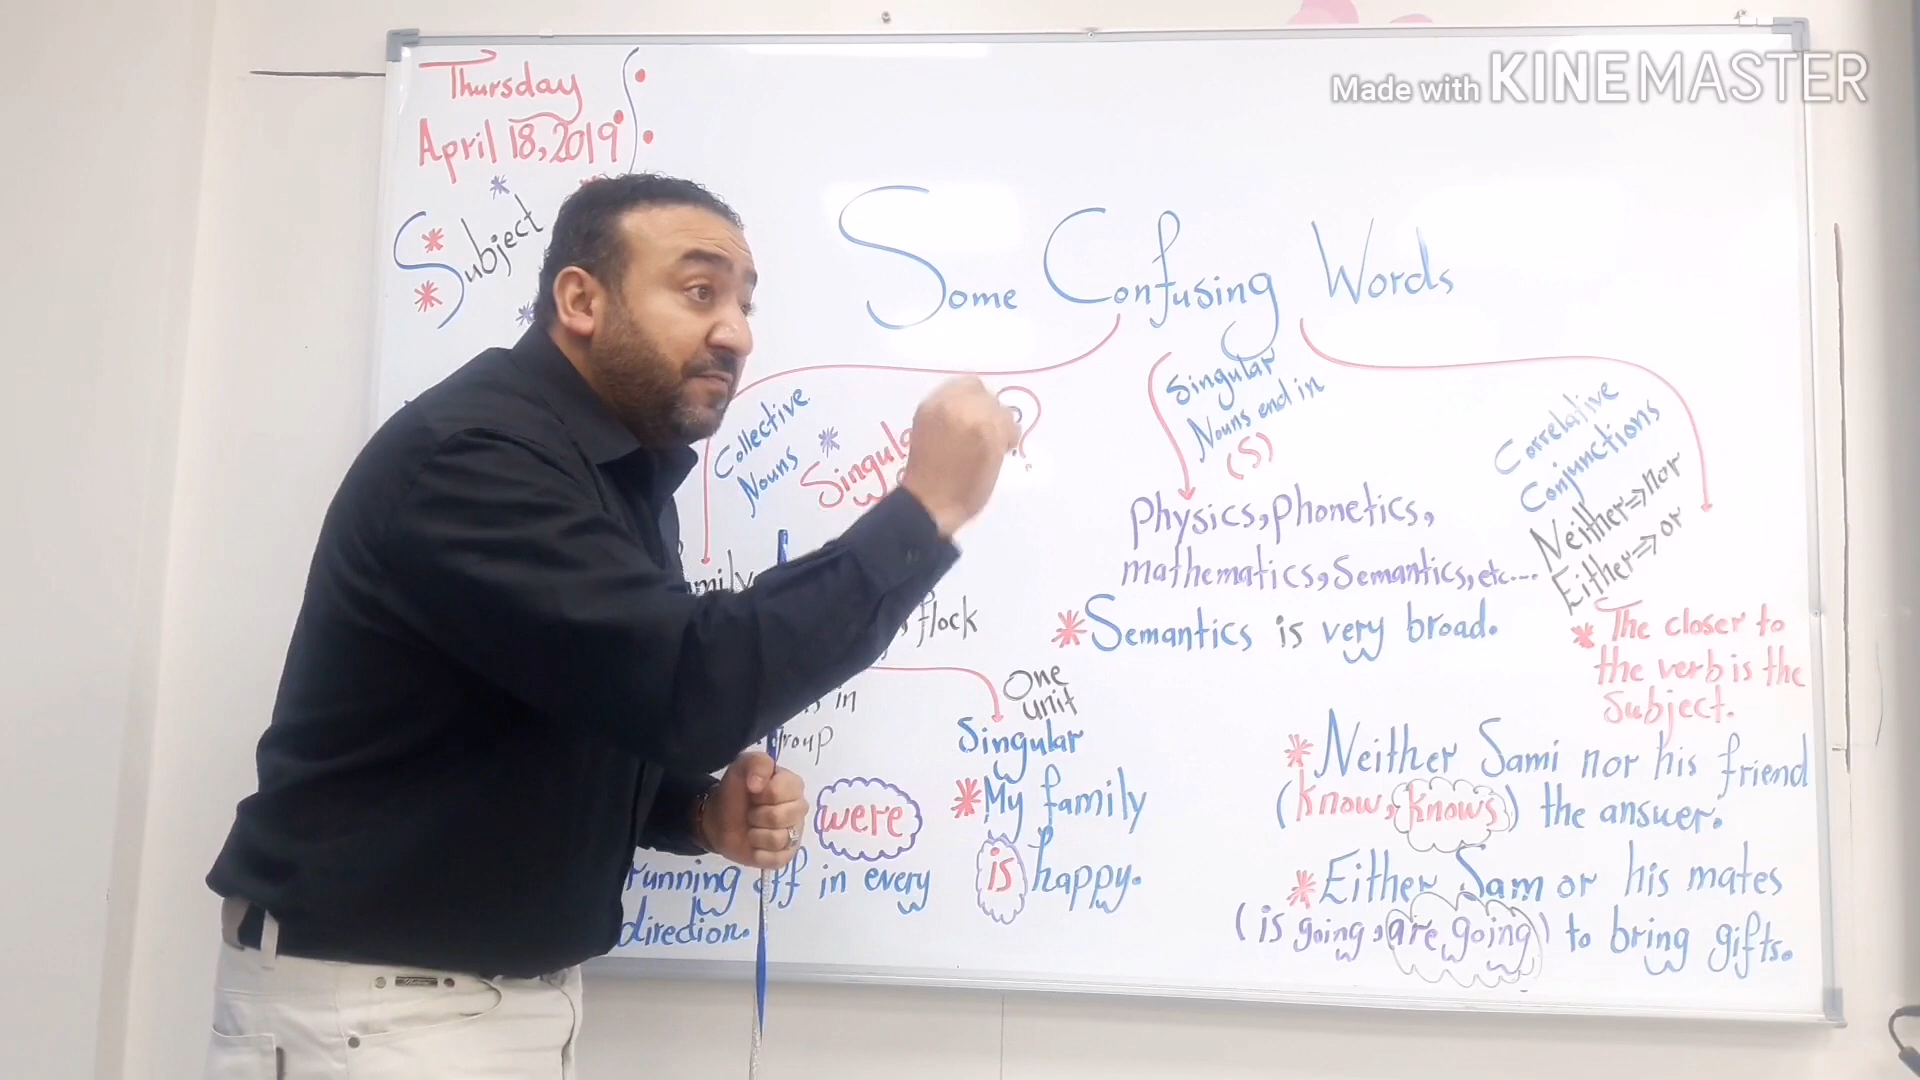 Made with KINEMASTER
Thursday
April 18, 2019
Subject
Some Confusing Words
Collective
Nouns
?
Singular
Nouns end in
(S)
Physics, Phonetics,
mathematics, Semantics, etc....
* Semantics is very broad.
Correlative
Conjunctions
Neither => nor
Either => or
* The closer to
the verb is the
Subject.
* Neither Sami nor his friend
(know, knows) the answer.
* Either Sam or his mates
(is going, are going) to bring gifts.
flock
in
One
unit
Singular
* My family
is happy.
were
running off in every
direction.